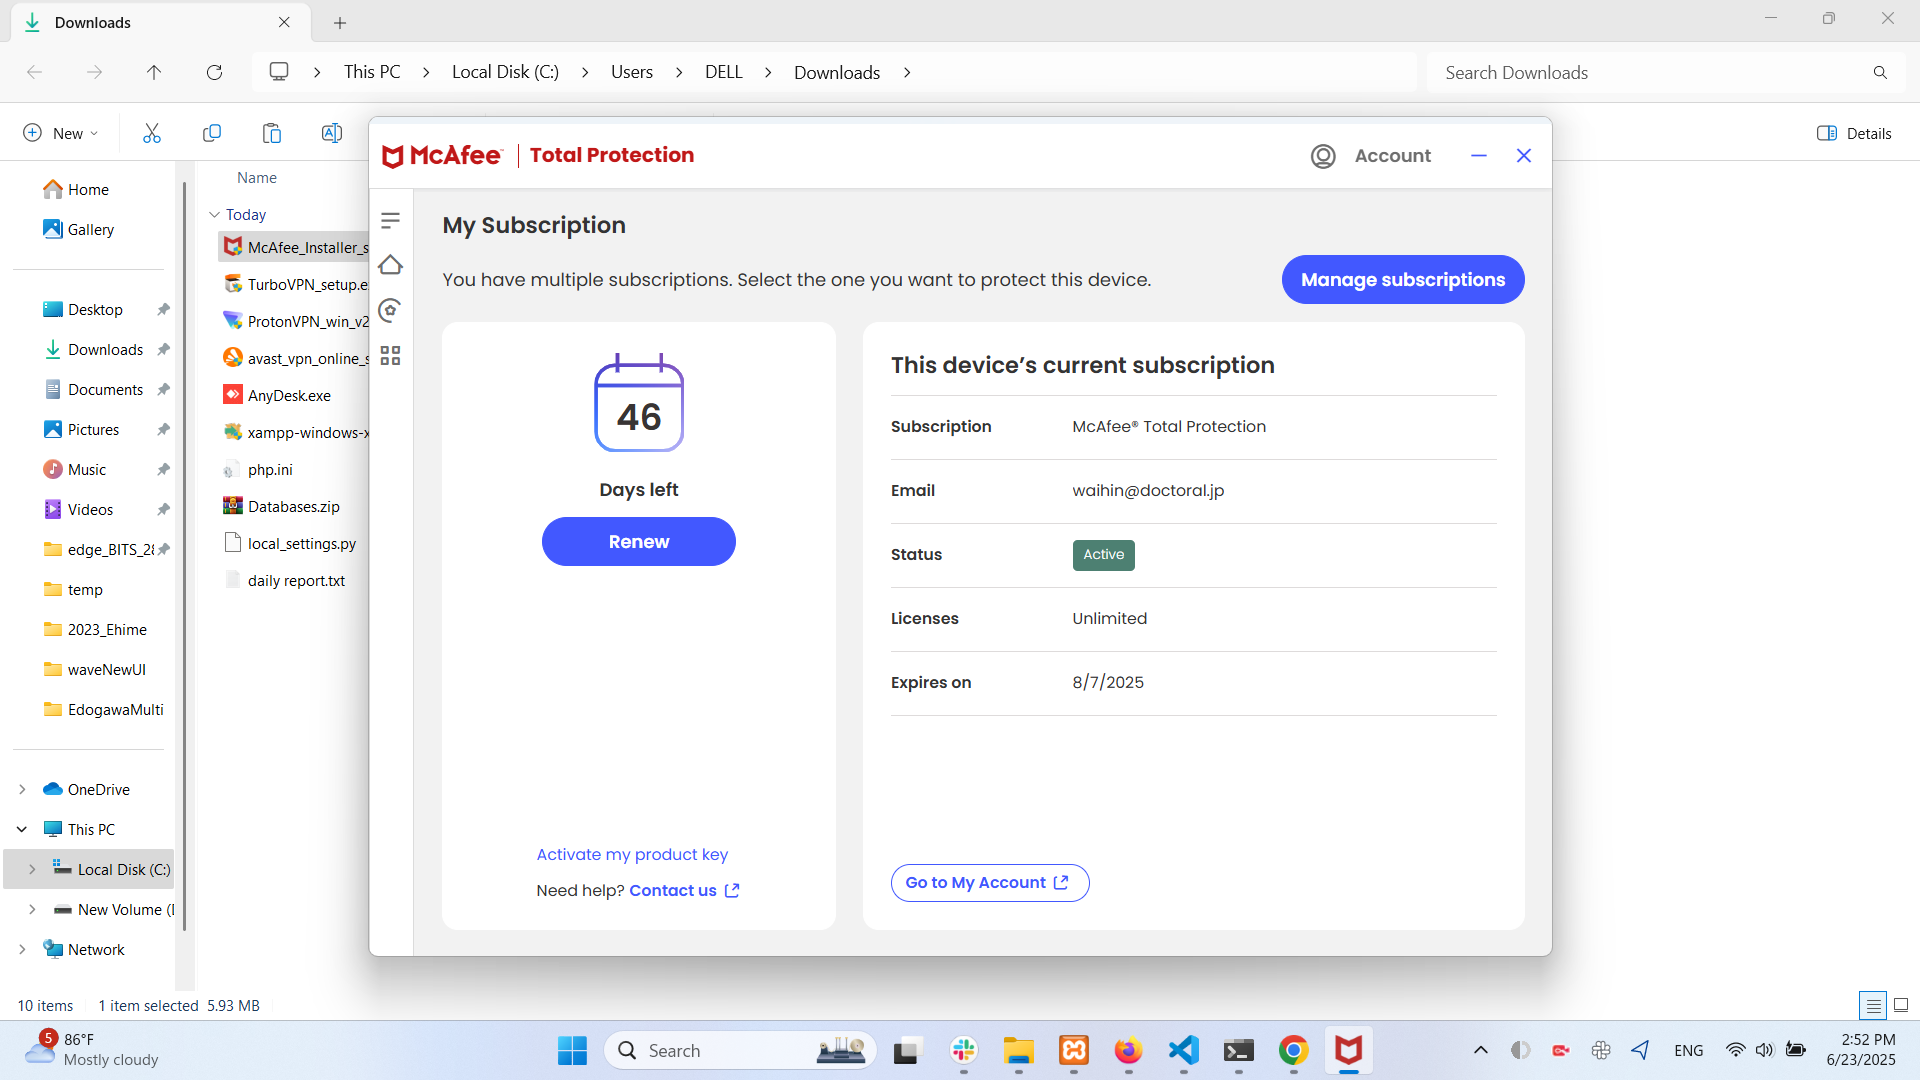 Downloads
This PC
Local Disk (C:)
Users
DELL
Downloads
Search Downloads
New
Details
McAfee™ Total Protection
Account
Home
Gallery
Desktop
Downloads
Documents
Pictures
Music
Videos
edge_BITS_28
temp
2023_Ehime
waveNewUI
EdogawaMulti
OneDrive
This PC
Local Disk (C:)
New Volume (
Network
Name
Today
McAfee_Installer_s
TurboVPN_setup.e
ProtonVPN_win_v2
avast_vpn_online_s
AnyDesk.exe
xampp-windows-x
php.ini
Databases.zip
local_settings.py
daily report.txt
My Subscription
You have multiple subscriptions. Select the one you want to protect this device.
Manage subscriptions
46
Days left
Renew
Activate my product key
Need help? Contact us
This device’s current subscription
Subscription McAfee® Total Protection
Email waihin@doctoral.jp
Status Active
Licenses Unlimited
Expires on 8/7/2025
Go to My Account
10 items
1 item selected 5.93 MB
5
86°F
Mostly cloudy
Search
ENG
2:52 PM
6/23/2025